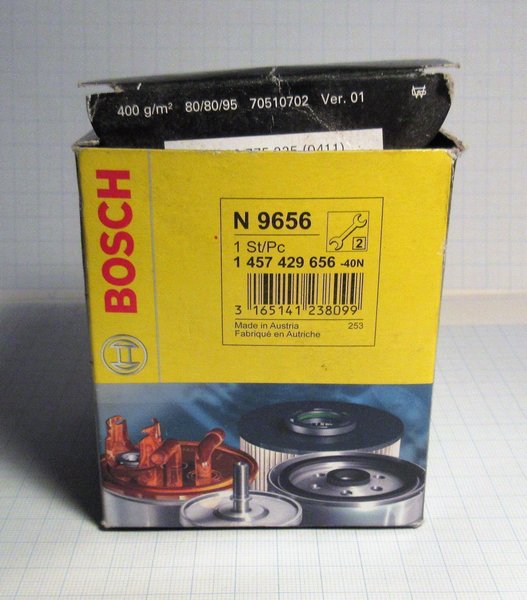 400 g/m² 80/80/95 70510702 Ver. 01
(0411)
BOSCH
N 9656
2
1 St/Pc
1 457 429 656 -40N
3 165141 238099
Made in Austria 253
Fabriqué en Autriche